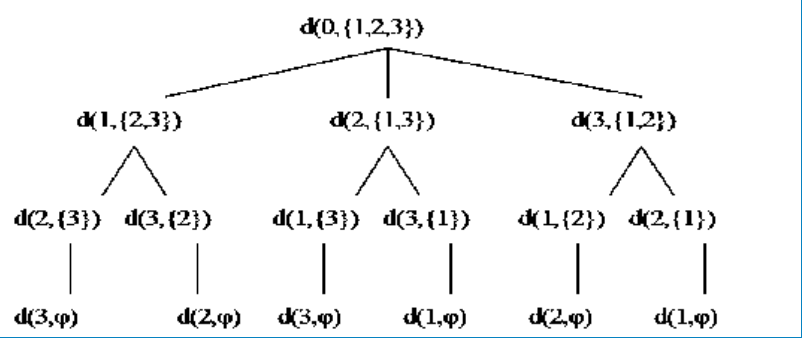 d(0,{1,2,3})
d(1,{2,3}) d(2,{1,3}) d(3,{1,2})
d(2,{3}) d(3,{2}) d(1,{3}) d(3,{1}) d(1,{2}) d(2,{1})
d(3,φ) d(2,φ) d(3,φ) d(1,φ) d(2,φ) d(1,φ)